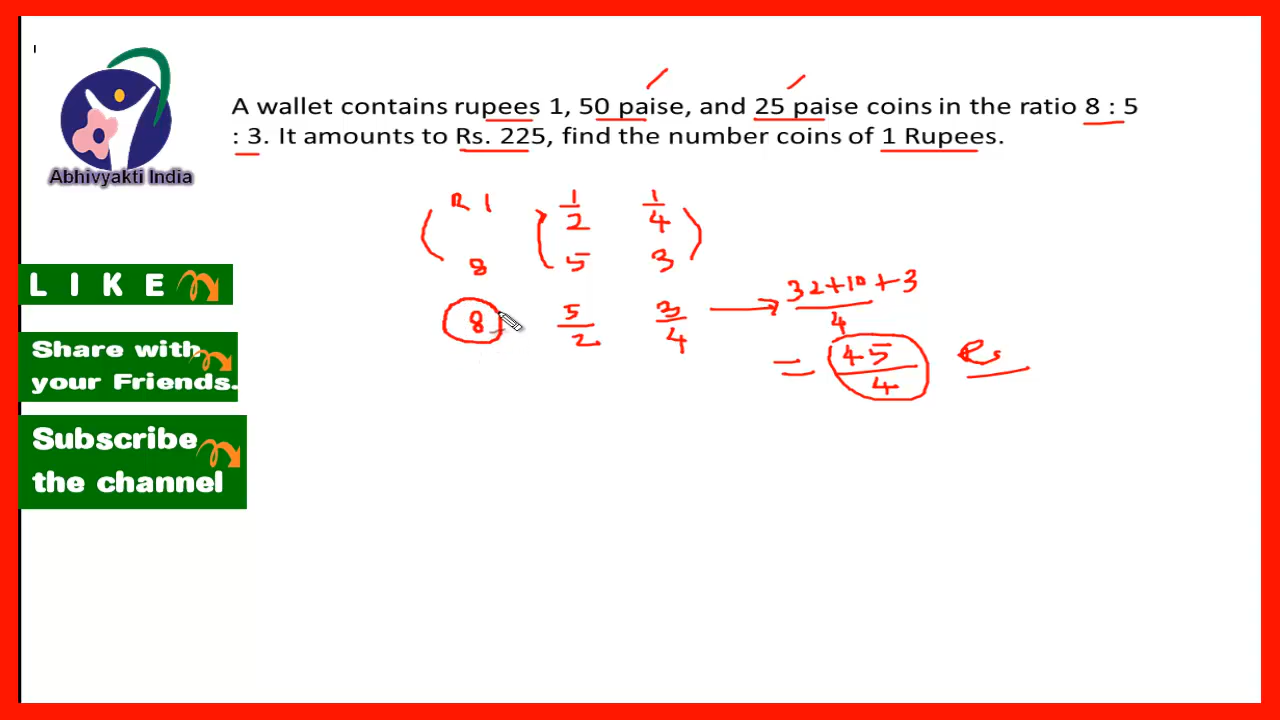 A wallet contains rupees 1, 50 paise, and 25 paise coins in the ratio 8 : 5
: 3. It amounts to Rs. 225, find the number coins of 1 Rupees.
Abhivyakti India
R 1 1/2 1/4
8 5 3
8 5/2 3/4 → 32+10+3/4
= 45/4 Rs
L I K E
Share with
your Friends.
Subscribe
the channel